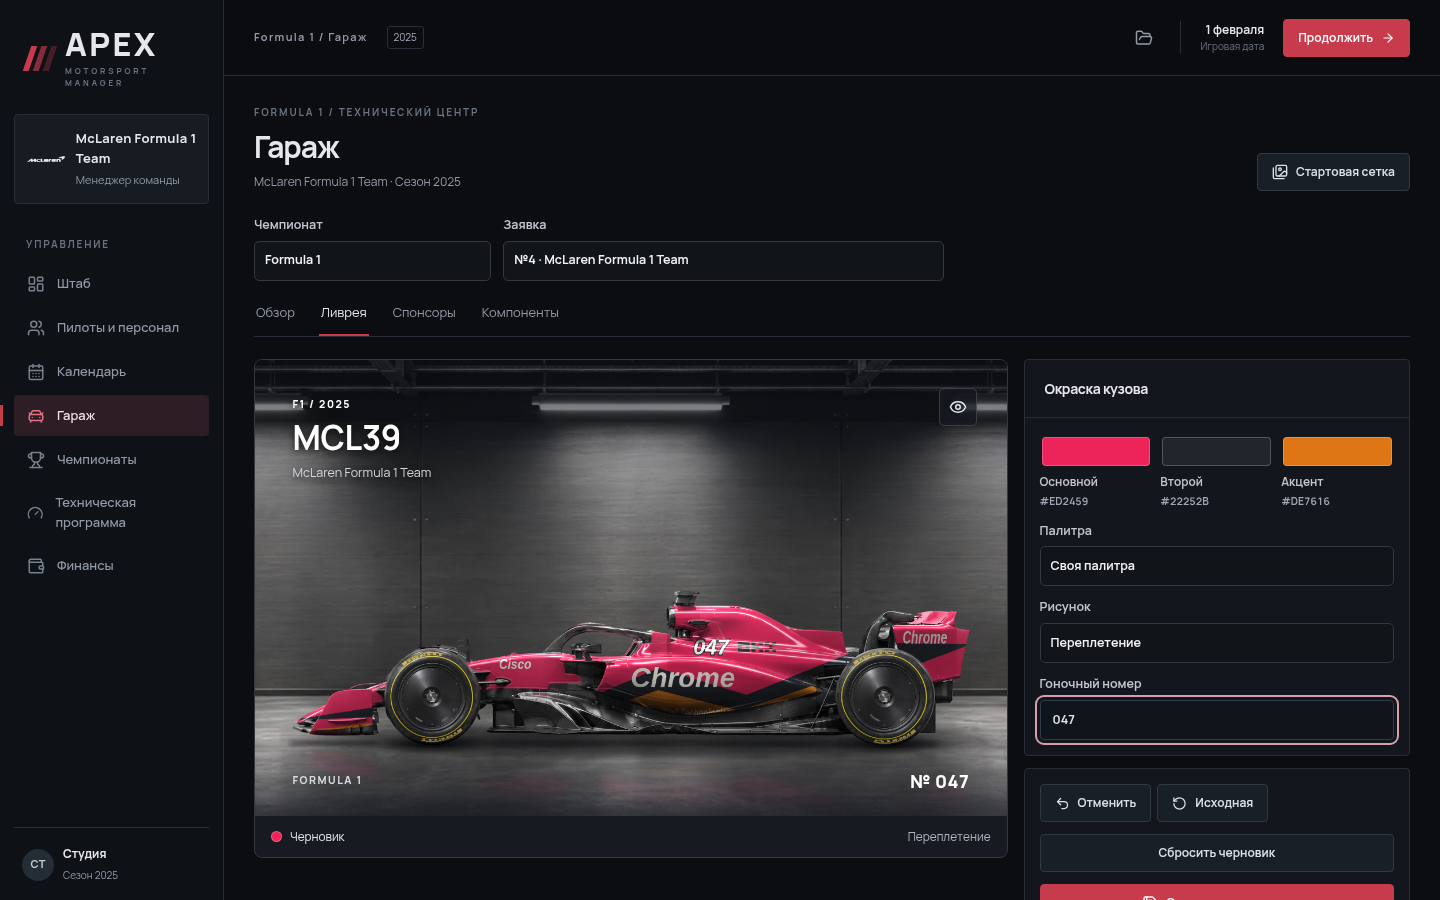 APEX
MOTORSPORT
MANAGER
McLaren
McLaren Formula 1
Team
Менеджер команды
УПРАВЛЕНИЕ
Штаб
Пилоты и персонал
Календарь
Гараж
Чемпионаты
Техническая
программа
Финансы
СТ
Студия
Сезон 2025
Formula 1 / Гараж
2025
1 февраля
Игровая дата
Продолжить
FORMULA 1 / ТЕХНИЧЕСКИЙ ЦЕНТР
Гараж
McLaren Formula 1 Team · Сезон 2025
Стартовая сетка
Чемпионат
Заявка
Formula 1
№4 · McLaren Formula 1 Team
Обзор
Ливрея
Спонсоры
Компоненты
F1 / 2025
MCL39
McLaren Formula 1 Team
Chrome
047
Cisco
Chrome
FORMULA 1
№ 047
Черновик
Переплетение
Окраска кузова
Основной
Второй
Акцент
#ED2459
#22252B
#DE7616
Палитра
Своя палитра
Рисунок
Переплетение
Гоночный номер
047
Отменить
Исходная
Сбросить черновик